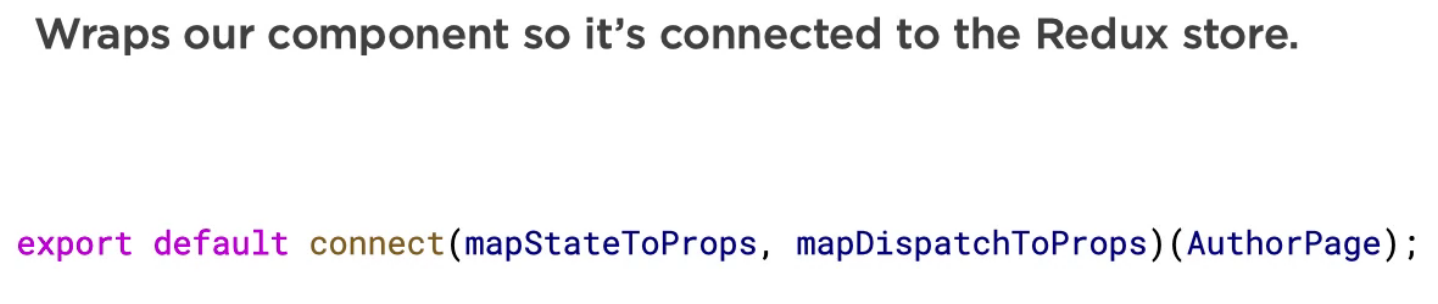 Wraps our component so it’s connected to the Redux store.
export default connect(mapStateToProps, mapDispatchToProps)(AuthorPage);